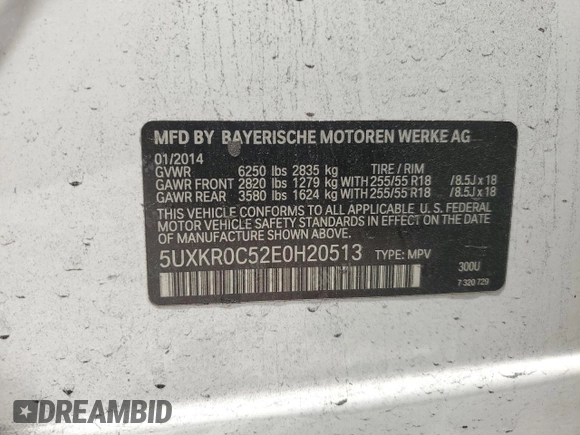 MFD BY BAYERISCHE MOTOREN WERKE AG
01/2014
GVWR 6250 lbs 2835 kg TIRE / RIM
GAWR FRONT 2820 lbs 1279 kg WITH 255/55 R18 /8.5J x 18
GAWR REAR 3580 lbs 1624 kg WITH 255/55 R18 /8.5J x 18
THIS VEHICLE CONFORMS TO ALL APPLICABLE U. S. FEDERAL
MOTOR VEHICLE SAFETY STANDARDS IN EFFECT ON THE
DATE OF MANUFACTURE SHOWN ABOVE.
5UXKR0C52E0H20513 TYPE: MPV
300U
7 320 729
DREAMBID